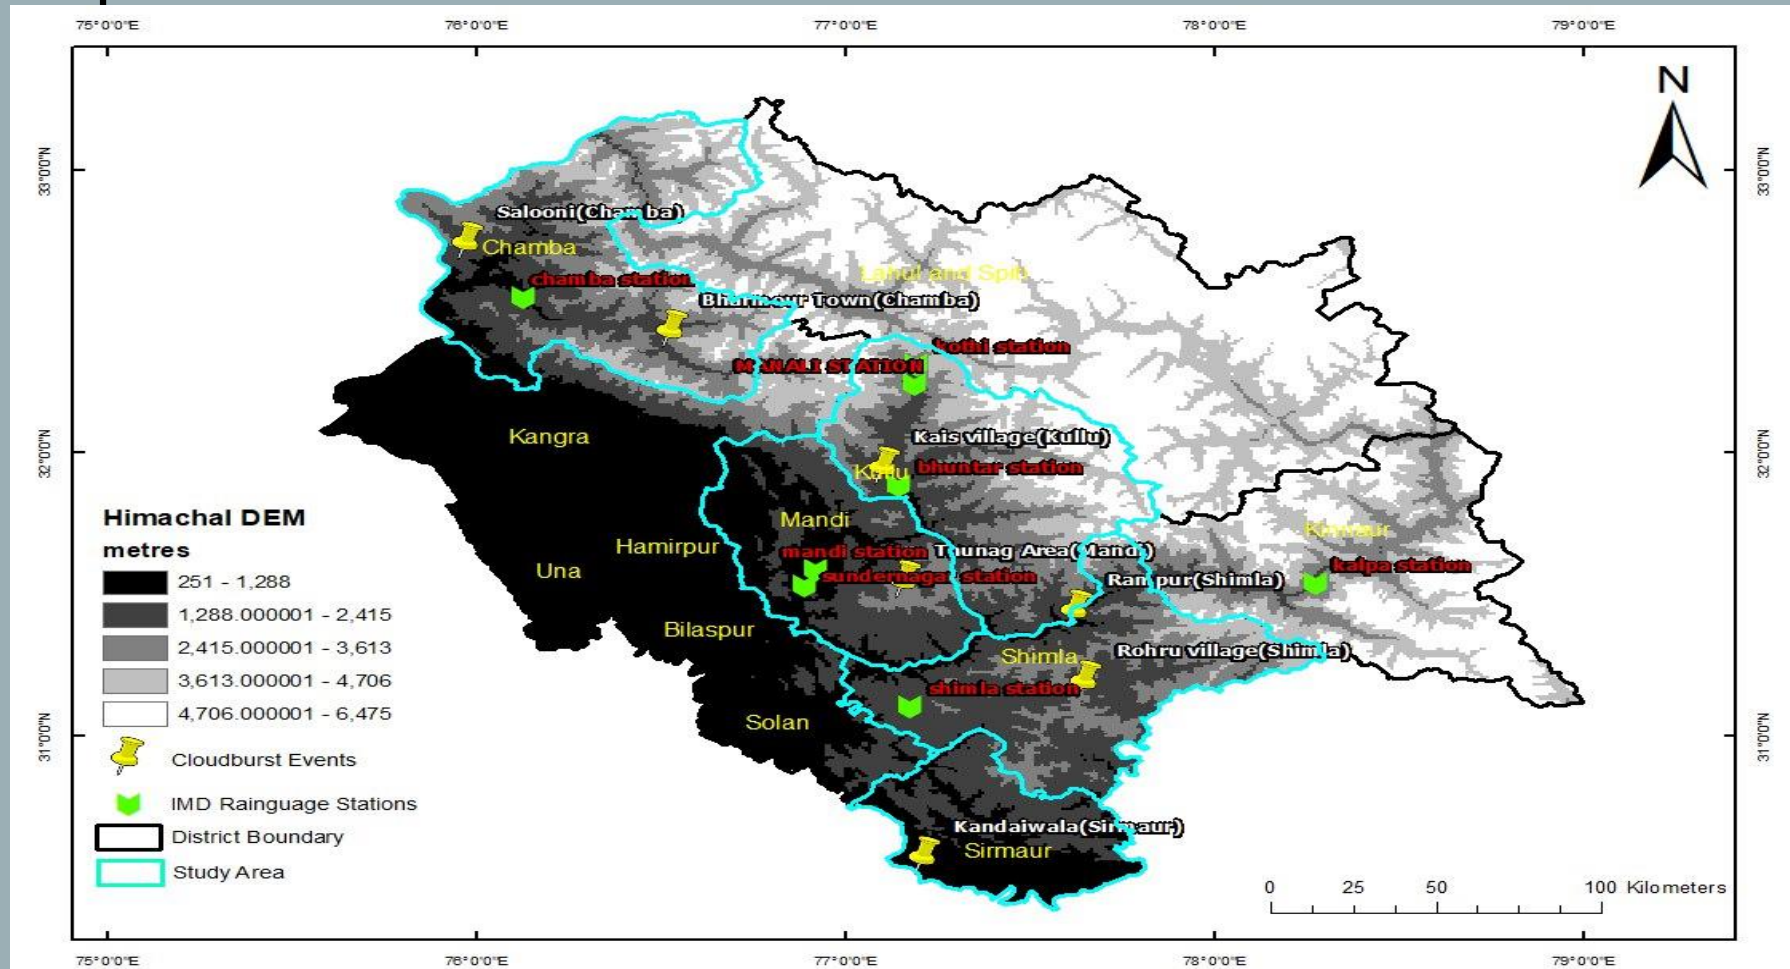 75°0'0"E 76°0'0"E 77°0'0"E 78°0'0"E 79°0'0"E
N
33°0'0"N
33°0'0"N
Salooni(Chamba)
Chamba
Lahul and Spiti
chamba station
Bharmour Town(Chamba)
kothi station
MANALI STATION
Kangra
Kais village(Kullu)
32°0'0"N
32°0'0"N
Kullu
bhuntar station
Himachal DEM
metres
Mandi
Kinnaur
Hamirpur
mandi station
Thunag Area(Mandi)
kalpa station
Una
sundernagar station
Rampur(Shimla)
251 - 1,288
1,288.000001 - 2,415
Bilaspur
2,415.000001 - 3,613
Shimla
Rohru village(Shimla)
3,613.000001 - 4,706
shimla station
4,706.000001 - 6,475
Solan
31°0'0"N
31°0'0"N
Cloudburst Events
IMD Rainguage Stations
District Boundary
Kandaiwala(Sirmaur)
Sirmaur
Study Area
0 25 50 100 Kilometers
75°0'0"E 76°0'0"E 77°0'0"E 78°0'0"E 79°0'0"E